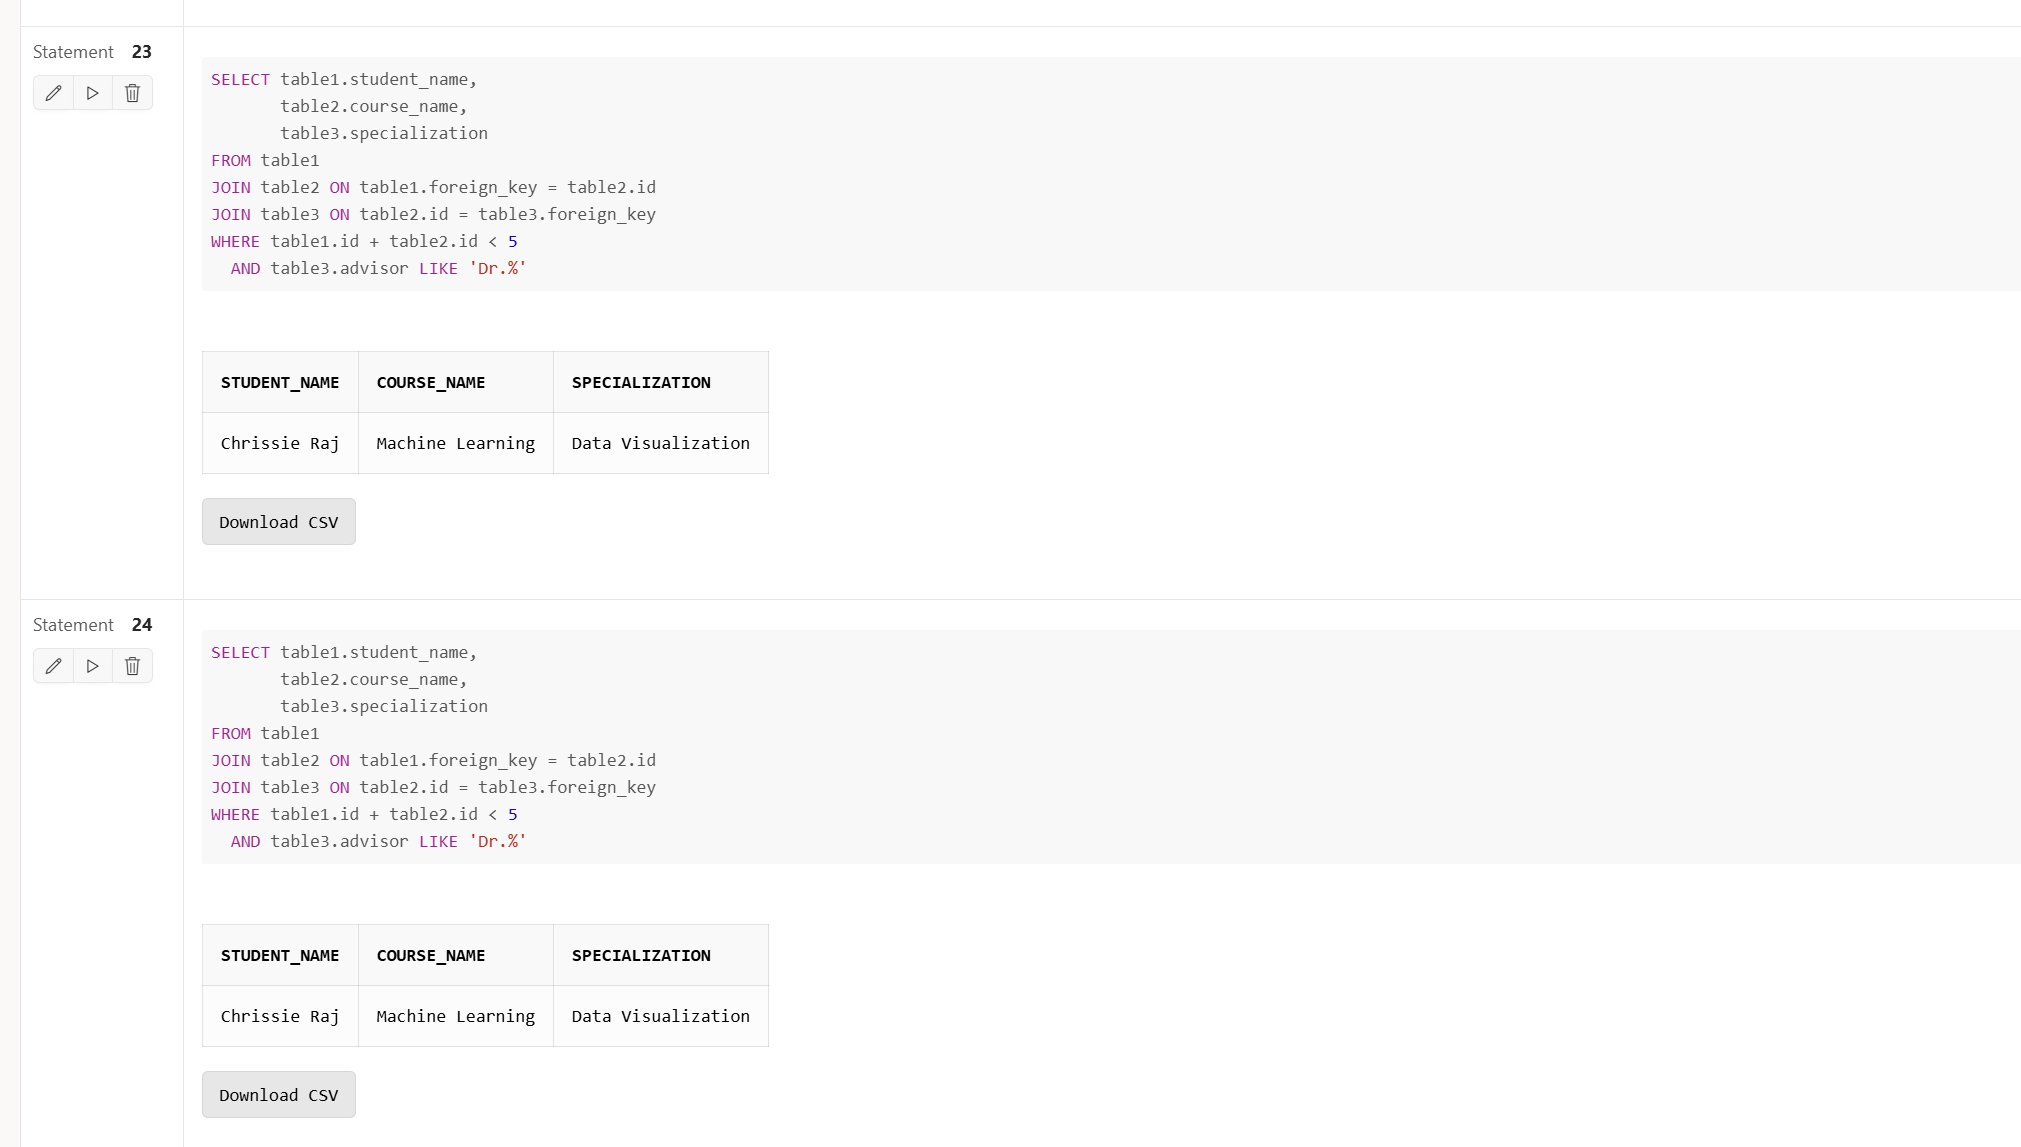 Statement 23
SELECT table1.student_name,
table2.course_name,
table3.specialization
FROM table1
JOIN table2 ON table1.foreign_key = table2.id
JOIN table3 ON table2.id = table3.foreign_key
WHERE table1.id + table2.id < 5
AND table3.advisor LIKE 'Dr.%'
STUDENT_NAME COURSE_NAME SPECIALIZATION
Chrissie Raj Machine Learning Data Visualization
Download CSV
Statement 24
SELECT table1.student_name,
table2.course_name,
table3.specialization
FROM table1
JOIN table2 ON table1.foreign_key = table2.id
JOIN table3 ON table2.id = table3.foreign_key
WHERE table1.id + table2.id < 5
AND table3.advisor LIKE 'Dr.%'
STUDENT_NAME COURSE_NAME SPECIALIZATION
Chrissie Raj Machine Learning Data Visualization
Download CSV